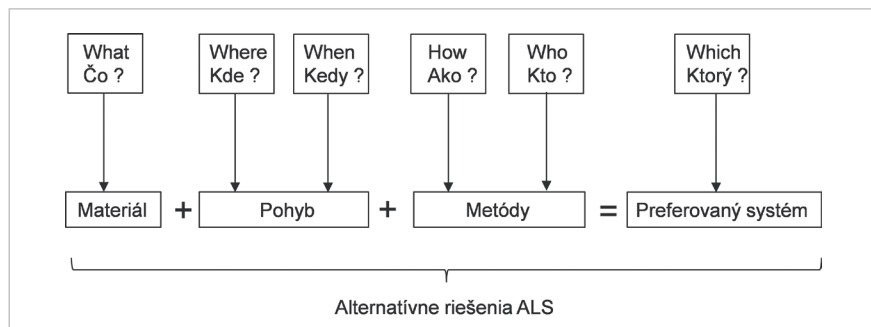 What
Čo ?
Where
Kde ?
When
Kedy ?
How
Ako ?
Who
Kto ?
Which
Ktorý ?
Materiál + Pohyb + Metódy = Preferovaný systém
Alternatívne riešenia ALS